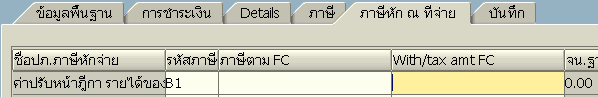 ข้อมูลพื้นฐาน การชำระเงิน Details ภาษี ภาษีหัก ณ ที่จ่าย บันทึก
ชื่อปภ.ภาษีหักจ่าย รหัสภาษี ภาษีตาม FC With/tax amt FC จน.ฐา
ค่าปรับหน้าฎีกา รายได้ของ B1 0.00